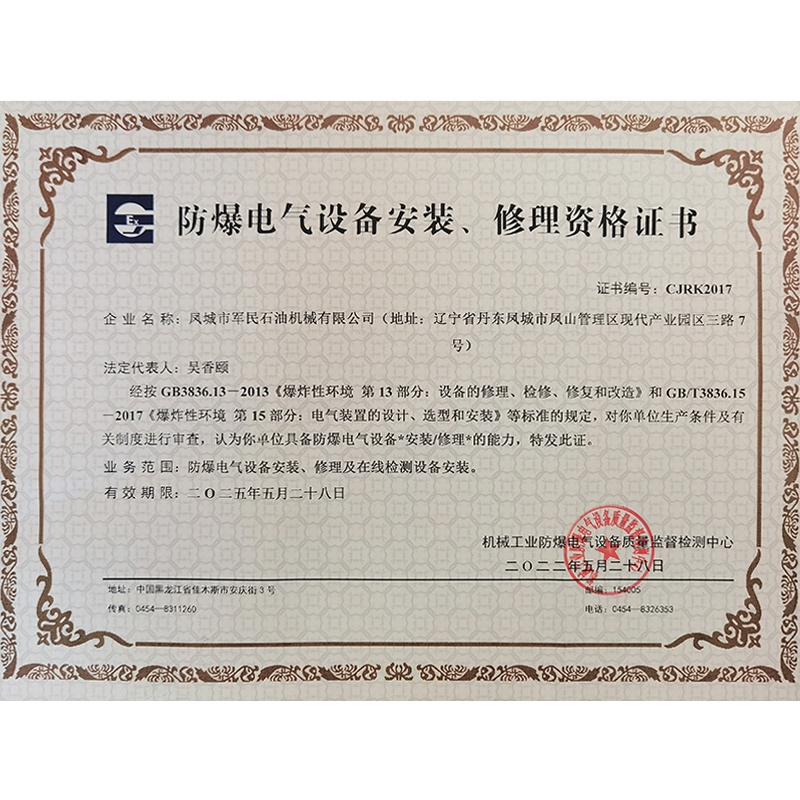 Ex
防爆电气设备安装、修理资格证书
证书编号：CJRK2017
企业名称：凤城市军民石油机械有限公司（地址：辽宁省丹东凤城市凤山管理区现代产业园区三路7
号）
法定代表人：吴香颐
经按GB3836.13－2013《爆炸性环境 第13部分：设备的修理、检修、修复和改造》和GB/T3836.15
－2017《爆炸性环境 第15部分：电气装置的设计、选型和安装》等标准的规定，对你单位生产条件及有
关制度进行审查，认为你单位具备防爆电气设备*安装/修理*的能力，特发此证。
业务范围：防爆电气设备安装、修理及在线检测设备安装。
有效期限：二O二五年五月二十八日
机械工业防爆电气设备质量监督检测中心
二O二二年五月二十八日
地址：中国黑龙江省佳木斯市安庆街3号 邮编：154005
传真：0454—8311260 电话：0454—8326353